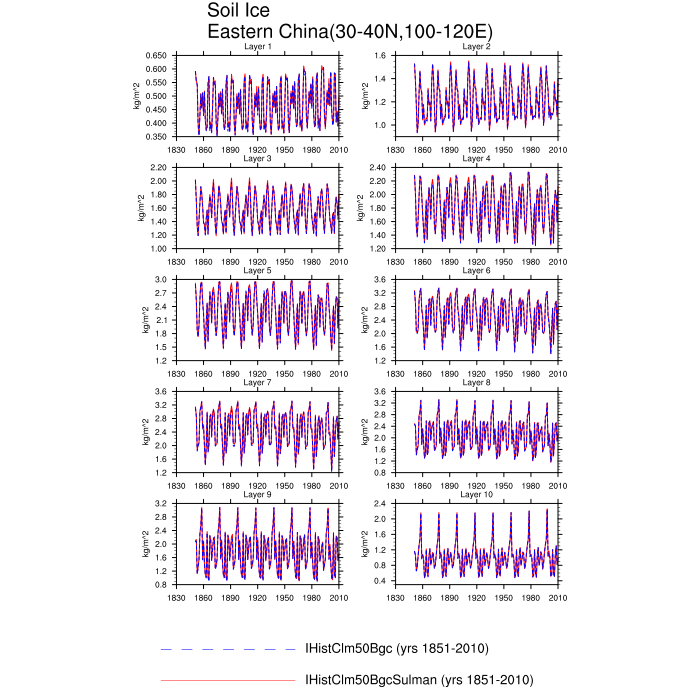 Soil Ice
Eastern China(30-40N,100-120E)
Layer 1
Layer 2
0.650
0.600
0.550
0.500
0.450
0.400
0.350
kg/m^2
1830 1860 1890 1920 1950 1980 2010
1.6
1.4
1.2
1.0
kg/m^2
1830 1860 1890 1920 1950 1980 2010
Layer 3
Layer 4
2.20
2.00
1.80
1.60
1.40
1.20
1.00
kg/m^2
1830 1860 1890 1920 1950 1980 2010
2.40
2.20
2.00
1.80
1.60
1.40
1.20
kg/m^2
1830 1860 1890 1920 1950 1980 2010
Layer 5
Layer 6
3.0
2.7
2.4
2.1
1.8
1.5
1.2
kg/m^2
1830 1860 1890 1920 1950 1980 2010
3.6
3.2
2.8
2.4
2.0
1.6
1.2
kg/m^2
1830 1860 1890 1920 1950 1980 2010
Layer 7
Layer 8
3.6
3.2
2.8
2.4
2.0
1.6
1.2
kg/m^2
1830 1860 1890 1920 1950 1980 2010
3.6
3.2
2.8
2.4
2.0
1.6
1.2
0.8
kg/m^2
1830 1860 1890 1920 1950 1980 2010
Layer 9
Layer 10
3.2
2.8
2.4
2.0
1.6
1.2
0.8
kg/m^2
1830 1860 1890 1920 1950 1980 2010
2.4
2.0
1.6
1.2
0.8
0.4
kg/m^2
1830 1860 1890 1920 1950 1980 2010
IHistClm50Bgc (yrs 1851-2010)
IHistClm50BgcSulman (yrs 1851-2010)